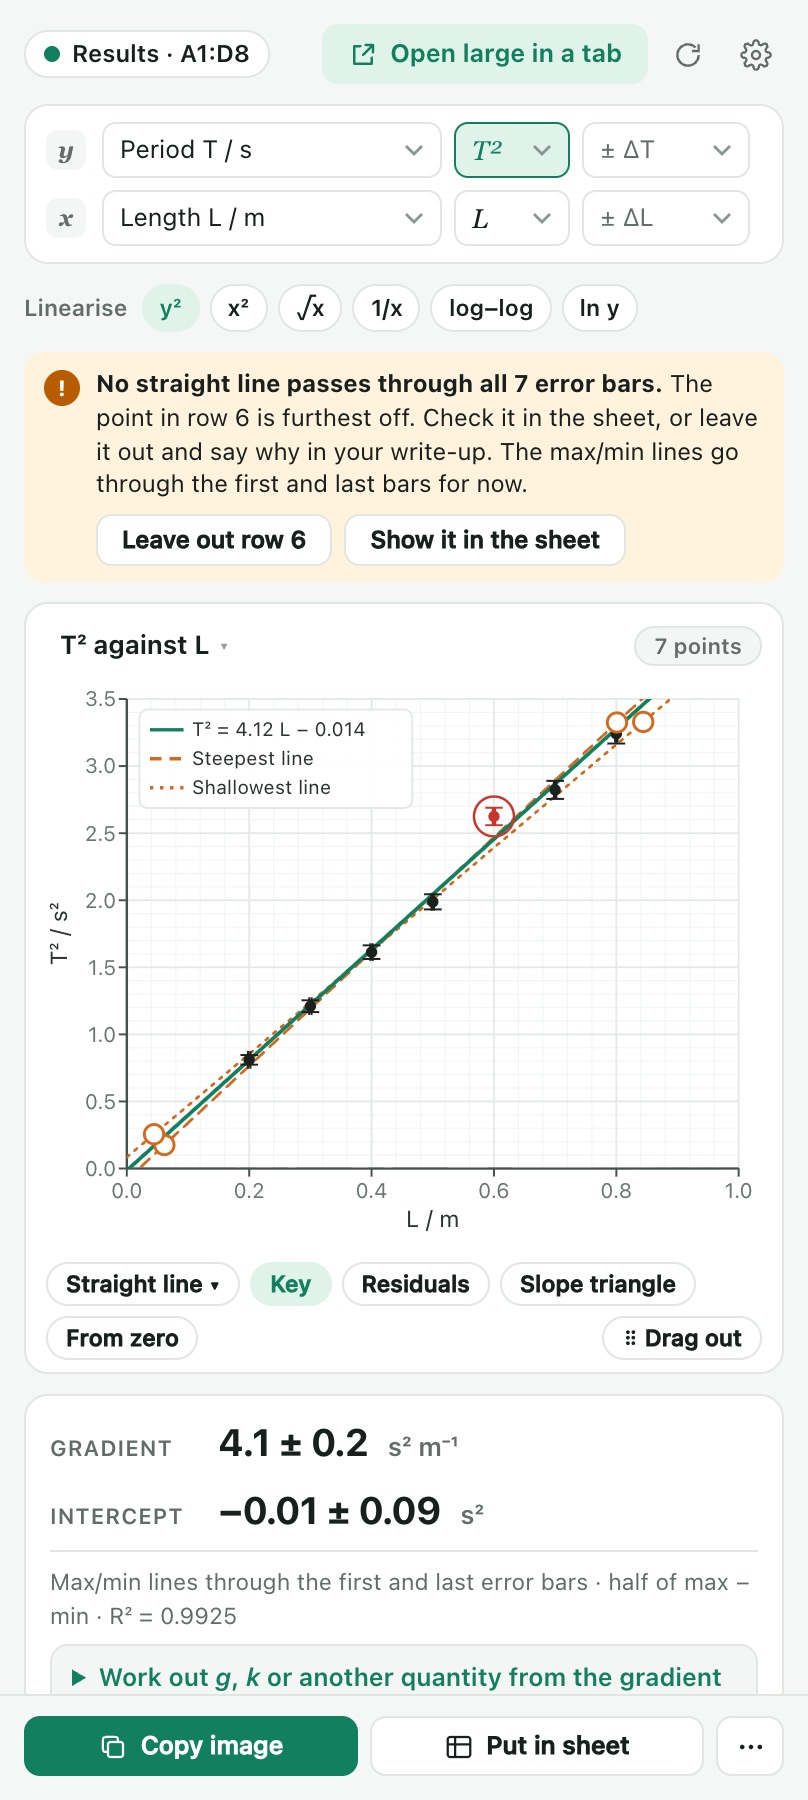 Results · A1:D8
Open large in a tab
y Period T / s T² ± ΔT
x Length L / m L ± ΔL
Linearise y² x² √x 1/x log–log ln y
! No straight line passes through all 7 error bars. The
point in row 6 is furthest off. Check it in the sheet, or leave
it out and say why in your write-up. The max/min lines go
through the first and last bars for now.
Leave out row 6 Show it in the sheet
T² against L ▾ 7 points
T² = 4.12 L − 0.014
Steepest line
Shallowest line
T² / s²
3.5
3.0
2.5
2.0
1.5
1.0
0.5
0.0
0.0 0.2 0.4 0.6 0.8 1.0
L / m
Straight line ▾ Key Residuals Slope triangle
From zero ⠿ Drag out
GRADIENT 4.1 ± 0.2 s² m⁻¹
INTERCEPT −0.01 ± 0.09 s²
Max/min lines through the first and last error bars · half of max −
min · R² = 0.9925
▶ Work out g, k or another quantity from the gradient
Copy image Put in sheet ···